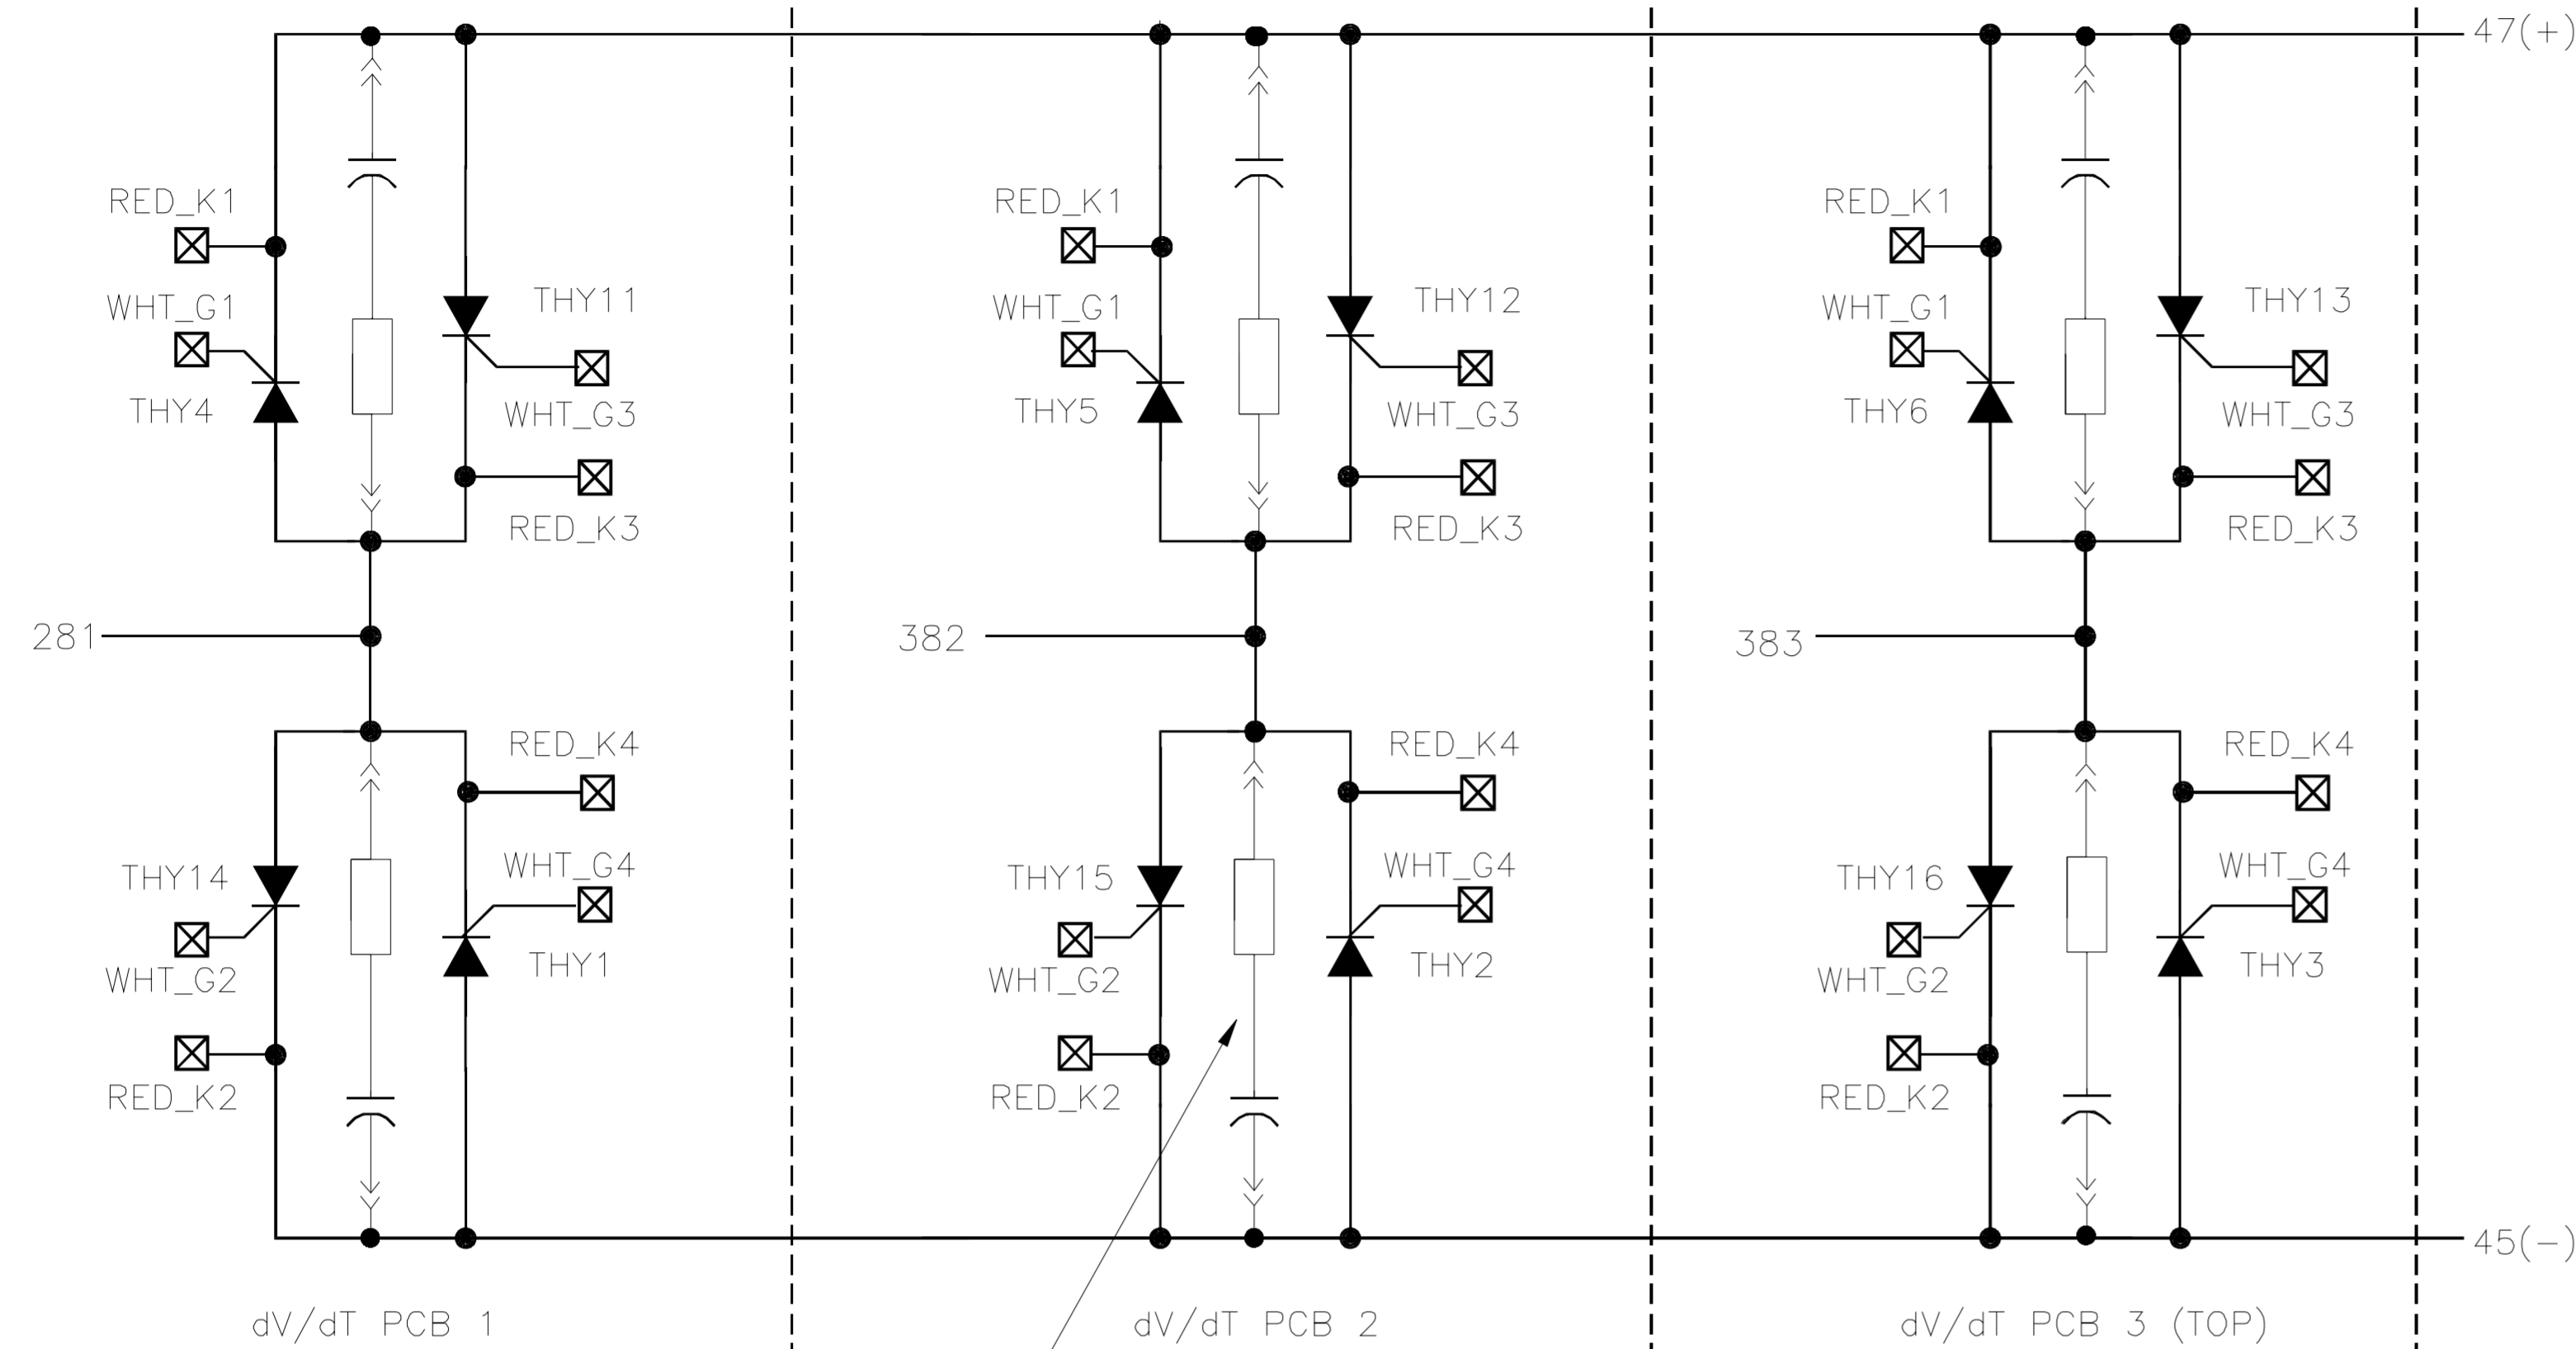 47(+)
RED_K1
RED_K1
RED_K1
WHT_G1
THY11
WHT_G1
THY12
WHT_G1
THY13
THY4
WHT_G3
THY5
WHT_G3
THY6
WHT_G3
RED_K3
RED_K3
RED_K3
281
382
383
RED_K4
RED_K4
RED_K4
THY14
WHT_G4
THY15
WHT_G4
THY16
WHT_G4
WHT_G2
THY1
WHT_G2
THY2
WHT_G2
THY3
RED_K2
RED_K2
RED_K2
45(-)
dV/dT PCB 1
dV/dT PCB 2
dV/dT PCB 3 (TOP)